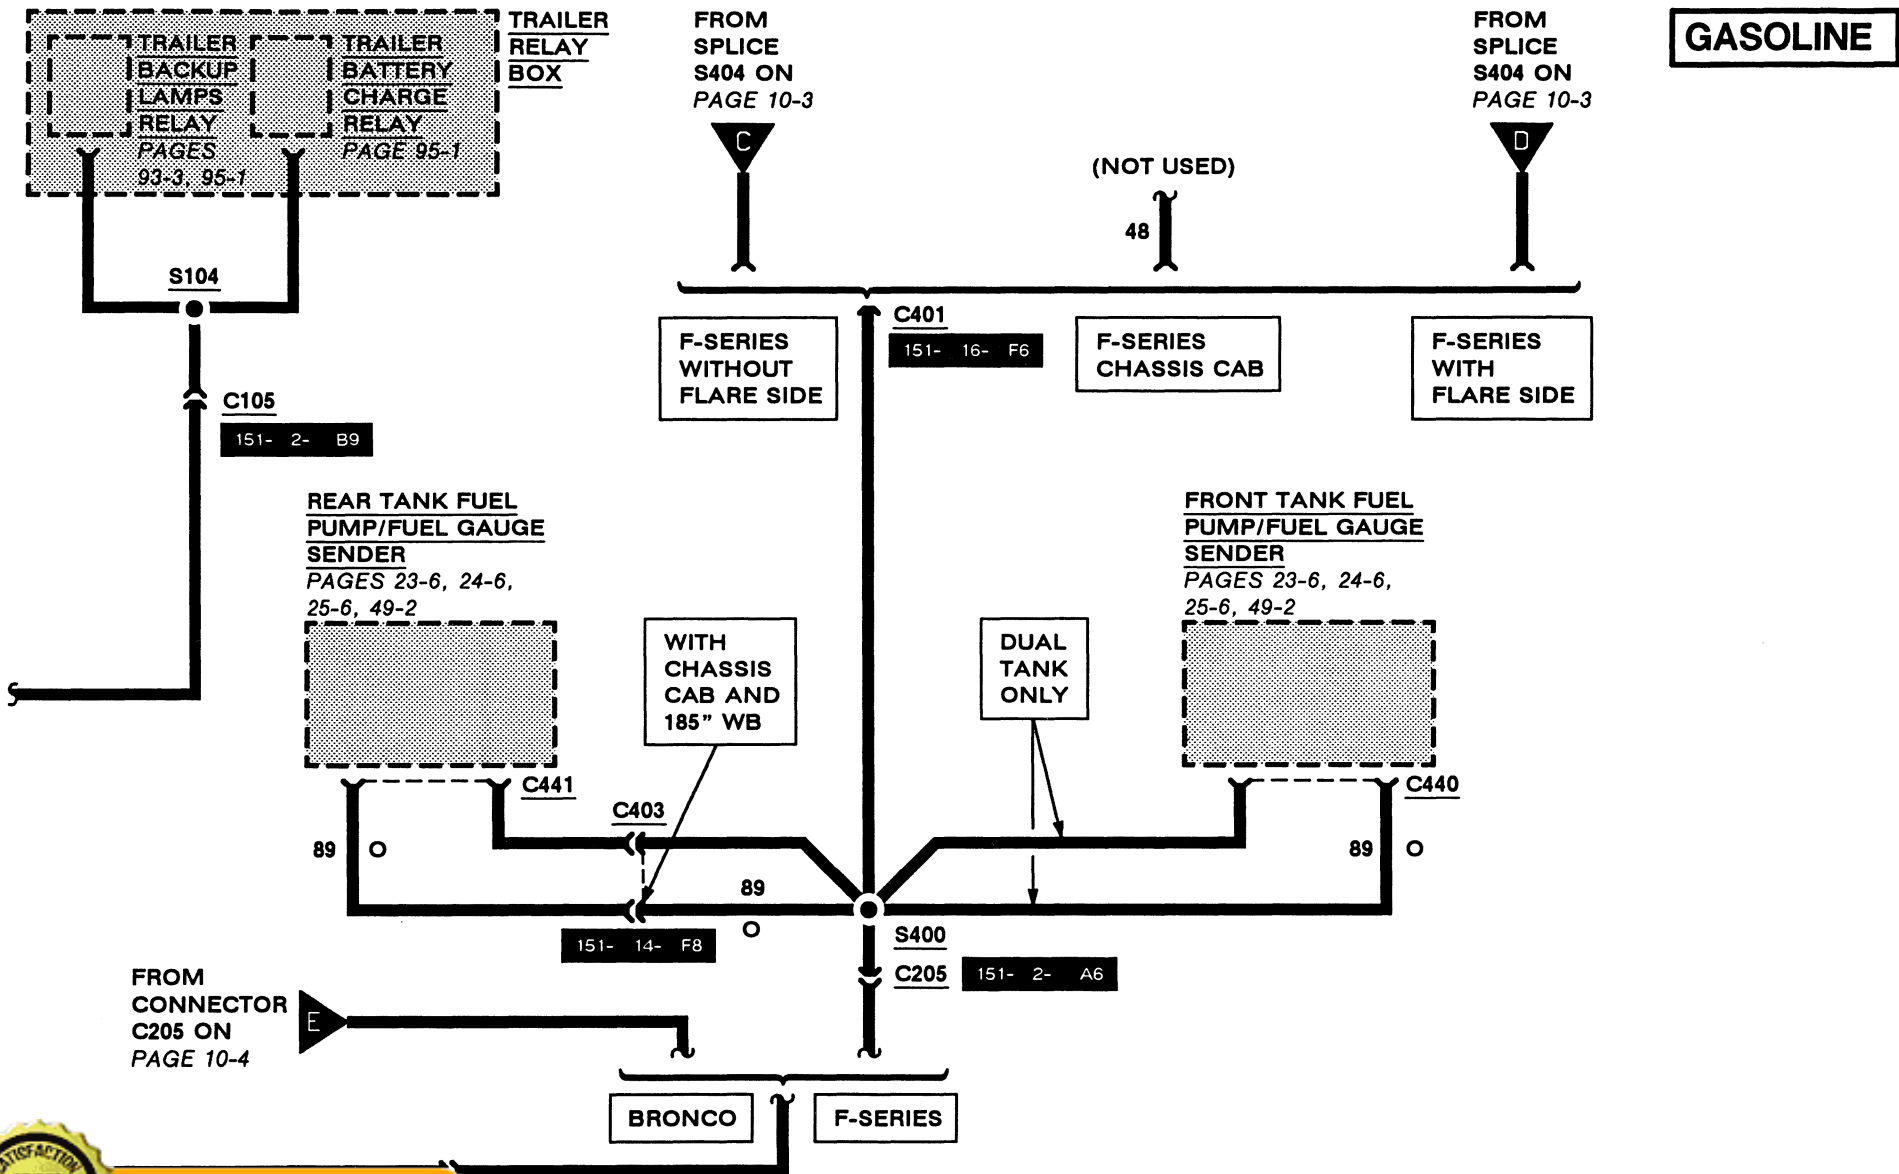 TRAILER
BACKUP
LAMPS
RELAY
PAGES
93-3, 95-1
TRAILER
BATTERY
CHARGE
RELAY
PAGE 95-1
TRAILER
RELAY
BOX
FROM
SPLICE
S404 ON
PAGE 10-3
C
(NOT USED)
48
FROM
SPLICE
S404 ON
PAGE 10-3
D
GASOLINE
S104
C105
151- 2- B9
F-SERIES
WITHOUT
FLARE SIDE
C401
151- 16- F6
F-SERIES
CHASSIS CAB
F-SERIES
WITH
FLARE SIDE
REAR TANK FUEL
PUMP/FUEL GAUGE
SENDER
PAGES 23-6, 24-6,
25-6, 49-2
FRONT TANK FUEL
PUMP/FUEL GAUGE
SENDER
PAGES 23-6, 24-6,
25-6, 49-2
WITH
CHASSIS
CAB AND
185" WB
DUAL
TANK
ONLY
C441
C403
C440
89 O
89
O
89 O
151- 14- F8
S400
C205
151- 2- A6
FROM
CONNECTOR
C205 ON
PAGE 10-4
E
BRONCO
F-SERIES
SATISFACTION